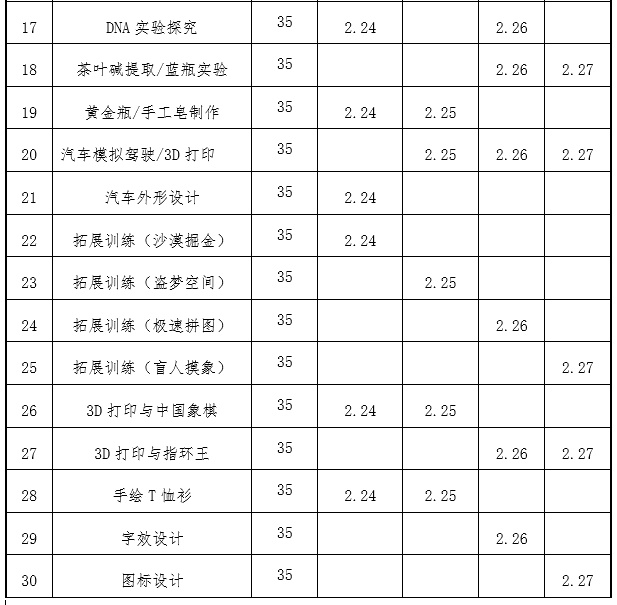 17 DNA 实验探究 35 2.24 2.26
18 茶叶碱提取/蓝瓶实验 35 2.26 2.27
19 黄金瓶/手工皂制作 35 2.24 2.25
20 汽车模拟驾驶/3D 打印 35 2.25 2.26 2.27
21 汽车外形设计 35 2.24
22 拓展训练（沙漠掘金） 35 2.24
23 拓展训练（盗梦空间） 35 2.25
24 拓展训练（极速拼图） 35 2.26
25 拓展训练（盲人摸象） 35 2.27
26 3D 打印与中国象棋 35 2.24 2.25
27 3D 打印与指环王 35 2.26 2.27
28 手绘 T 恤衫 35 2.24 2.25
29 字效设计 35 2.26
30 图标设计 35 2.27